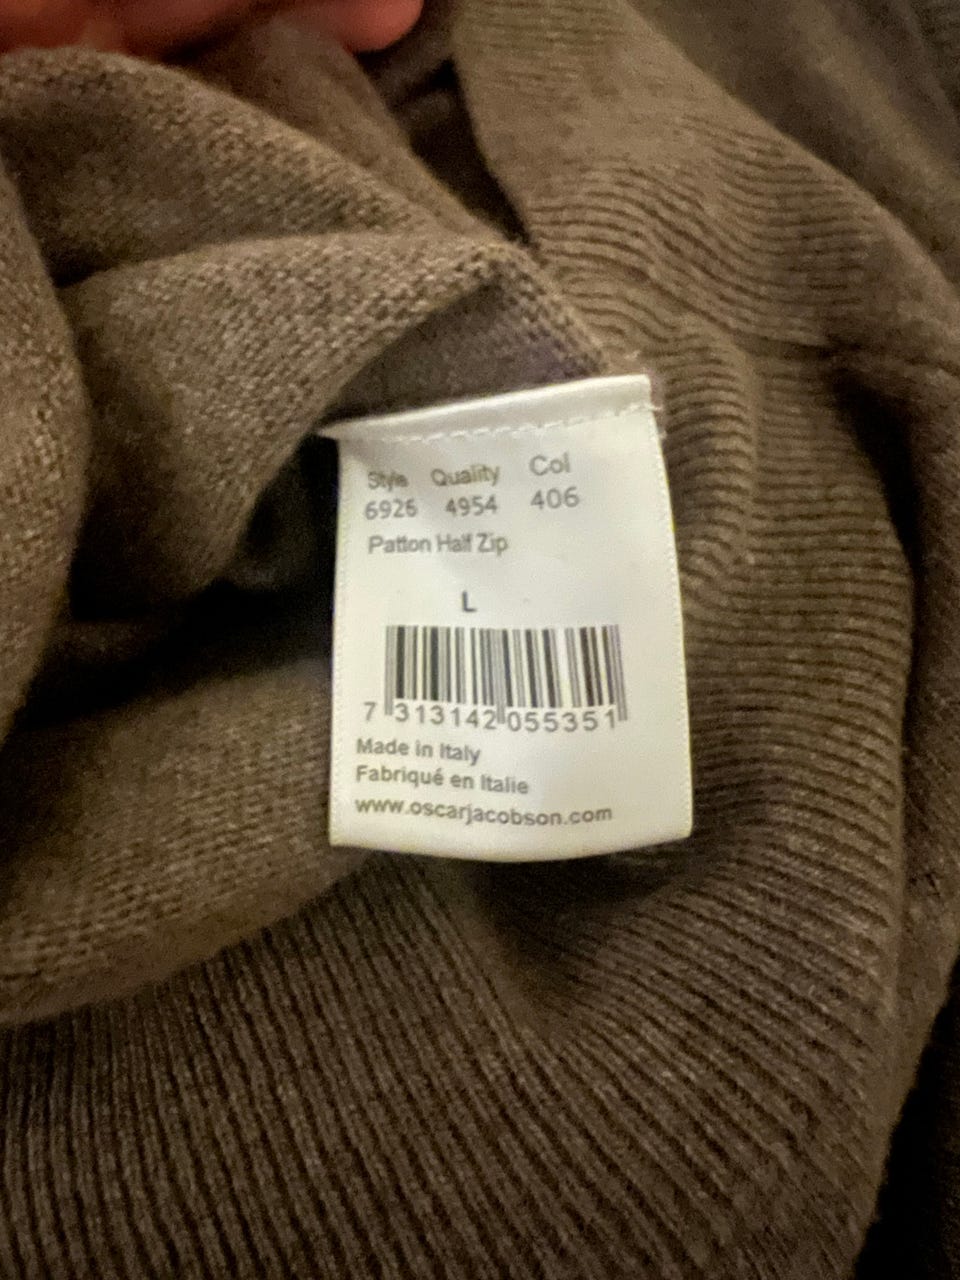 Style Quality Col
6926 4954 406
Patton Half Zip
L
7 313142 055351
Made in Italy
Fabriqué en Italie
www.oscarjacobson.com